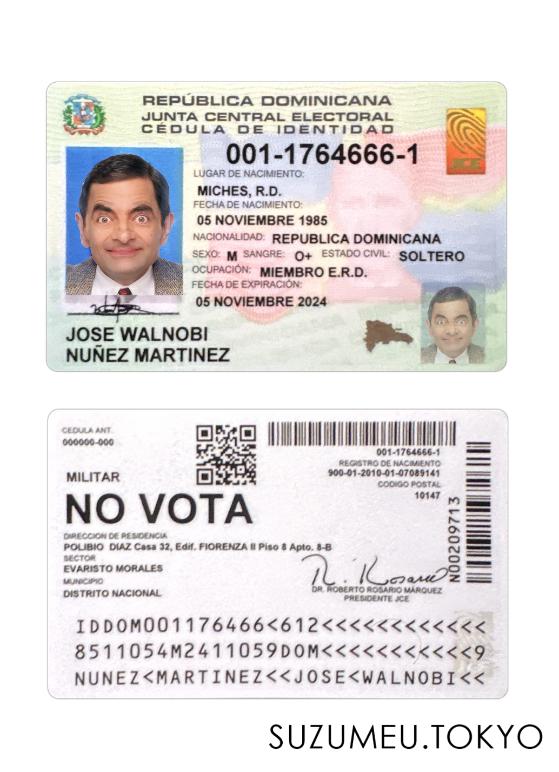 REPÚBLICA DOMINICANA
JUNTA CENTRAL ELECTORAL
CÉDULA DE IDENTIDAD
001-1764666-1
LUGAR DE NACIMIENTO:
MICHES, R.D.
FECHA DE NACIMIENTO:
05 NOVIEMBRE 1985
NACIONALIDAD: REPUBLICA DOMINICANA
SEXO: M SANGRE: O+ ESTADO CIVIL: SOLTERO
OCUPACIÓN: MIEMBRO E.R.D.
FECHA DE EXPIRACIÓN:
05 NOVIEMBRE 2024
JCE
JOSE WALNOBI
NUÑEZ MARTINEZ
CEDULA ANT.
000000-000
001-1764666-1
REGISTRO DE NACIMIENTO
900-01-2010-01-07089141
CODIGO POSTAL
10147
MILITAR
NO VOTA
N00209713
DIRECCION DE RESIDENCIA
POLIBIO DIAZ Casa 32, Edif. FIORENZA II Piso 8 Apto. 8-B
SECTOR
EVARISTO MORALES
MUNICIPIO
DISTRITO NACIONAL
R. Rosario
DR. ROBERTO ROSARIO MÁRQUEZ
PRESIDENTE JCE
IDDOM001176466<612<<<<<<<<<<<<
8511054M2411059DOM<<<<<<<<<<<9
NUNEZ<MARTINEZ<<JOSE<WALNOBI<<
SUZUMEU.TOKYO